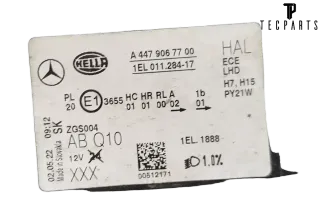 TP
TECPARTS
HELLA
A 447 906 77 00
1EL 011.284-17
HAL
ECE
LHD
H7, H15
PY21W
PL
20
E1
3655
HC HR RL A 1b
01 01 00 02 01
ZGS004
AB Q10
12V
XXX
02.05.22 09:12
Made in Slovakia SK
00512171
1EL. 1888
1.0%